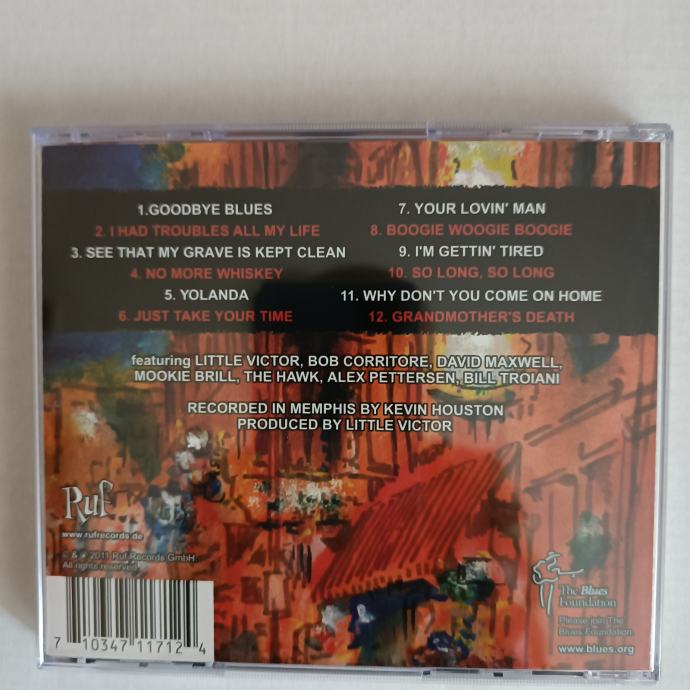 1.GOODBYE BLUES
2. I HAD TROUBLES ALL MY LIFE
3. SEE THAT MY GRAVE IS KEPT CLEAN
4. NO MORE WHISKEY
5. YOLANDA
6. JUST TAKE YOUR TIME
7. YOUR LOVIN' MAN
8. BOOGIE WOOGIE BOOGIE
9. I'M GETTIN' TIRED
10. SO LONG, SO LONG
11. WHY DON'T YOU COME ON HOME
12. GRANDMOTHER'S DEATH
featuring LITTLE VICTOR, BOB CORRITORE, DAVID MAXWELL,
MOOKIE BRILL, THE HAWK, ALEX PETTERSEN, BILL TROIANI
RECORDED IN MEMPHIS BY KEVIN HOUSTON
PRODUCED BY LITTLE VICTOR
Ruf
www.rufrecords.de
© & ℗ 2011 Ruf Records GmbH.
All rights reserved.
7 10347 11712 4
The Blues
Foundation
Please join The
Blues Foundation.
www.blues.org